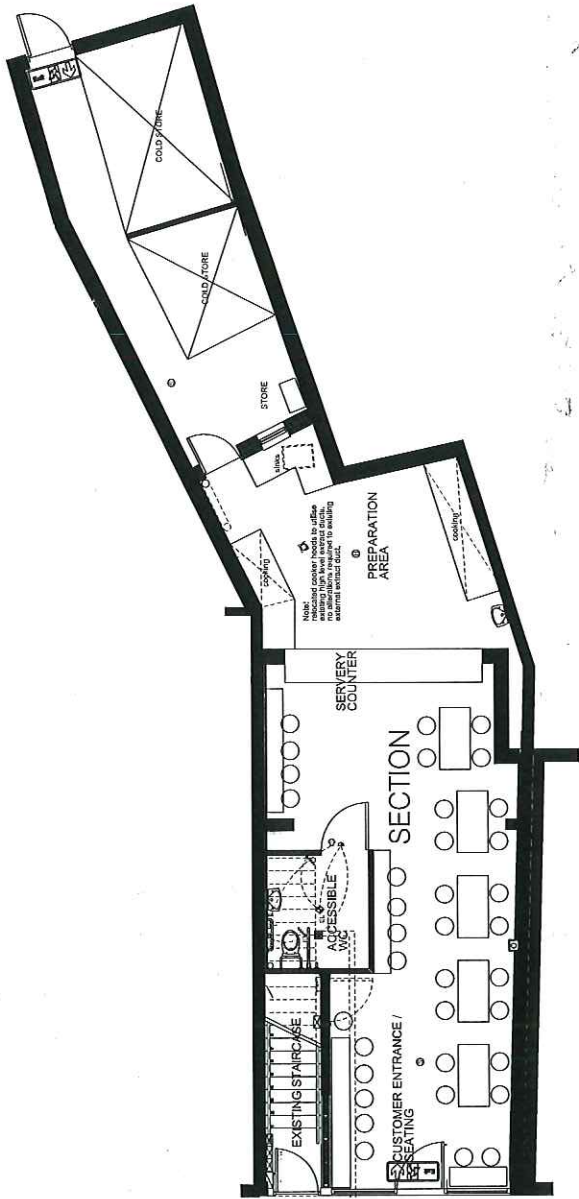 COLD STORE
COLD STORE
STORE
sinks
cooking
Note!
relocated cooker hoods to utilise
existing high level extract ducts.
no alterations required to existing
external extract duct.
PREPARATION
AREA
cooking
SERVERY
COUNTER
SECTION
ACCESSIBLE
WC
EXISTING STAIRCASE
CUSTOMER ENTRANCE /
SEATING